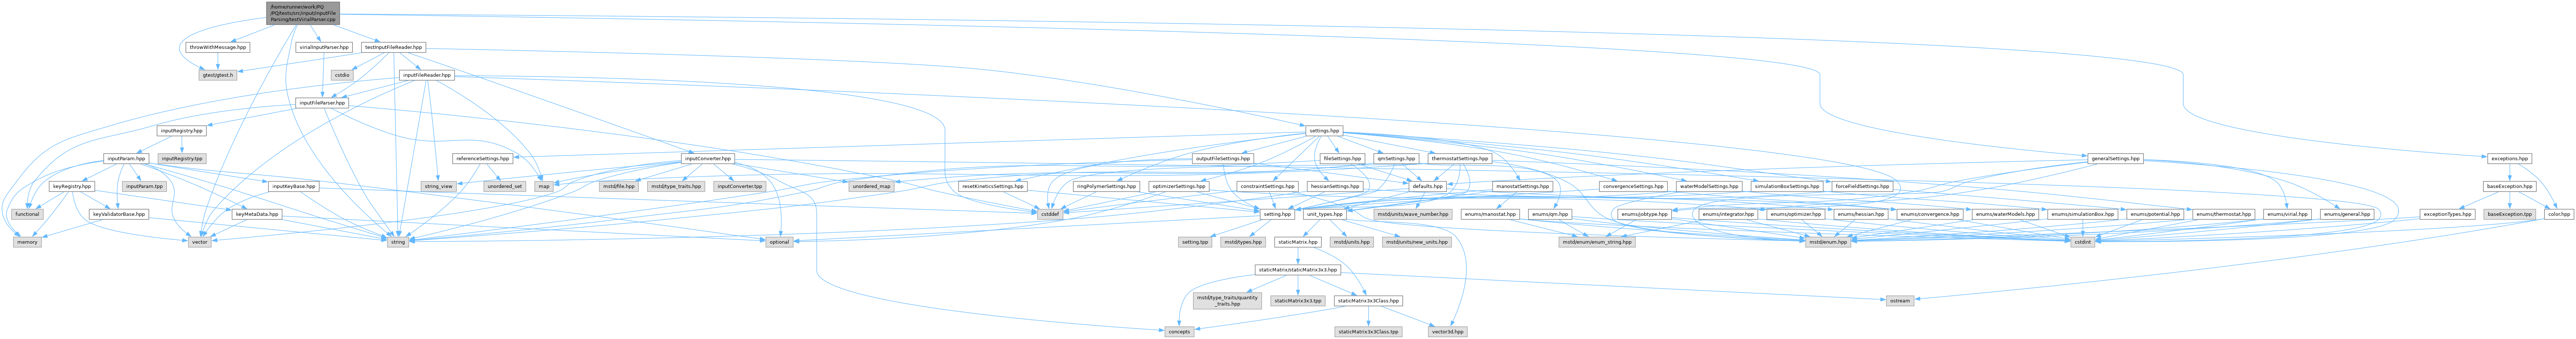 /home/runner/work/PQ
/PQ/tests/src/input/inputFile
Parsing/testVirialParser.cpp
throwWithMessage.hpp
virialInputParser.hpp
testInputFileReader.hpp
gtest/gtest.h
cstdio
inputFileReader.hpp
inputFileParser.hpp
inputRegistry.hpp
settings.hpp
inputParam.hpp
inputRegistry.tpp
referenceSettings.hpp
inputConverter.hpp
outputFileSettings.hpp
fileSettings.hpp
qmSettings.hpp
thermostatSettings.hpp
generalSettings.hpp
exceptions.hpp
keyRegistry.hpp
inputParam.tpp
inputKeyBase.hpp
string_view
unordered_set
map
mstd/file.hpp
mstd/type_traits.hpp
inputConverter.tpp
unordered_map
resetKineticsSettings.hpp
ringPolymerSettings.hpp
optimizerSettings.hpp
constraintSettings.hpp
hessianSettings.hpp
defaults.hpp
manostatSettings.hpp
convergenceSettings.hpp
waterModelSettings.hpp
simulationBoxSettings.hpp
forceFieldSettings.hpp
baseException.hpp
functional
keyValidatorBase.hpp
keyMetaData.hpp
cstddef
setting.hpp
unit_types.hpp
mstd/units/wave_number.hpp
enums/manostat.hpp
enums/qm.hpp
enums/jobtype.hpp
enums/integrator.hpp
enums/optimizer.hpp
enums/hessian.hpp
enums/convergence.hpp
enums/waterModels.hpp
enums/simulationBox.hpp
enums/potential.hpp
enums/thermostat.hpp
enums/virial.hpp
enums/general.hpp
exceptionTypes.hpp
baseException.tpp
color.hpp
memory
vector
string
optional
setting.tpp
mstd/types.hpp
staticMatrix.hpp
mstd/units.hpp
mstd/units/new_units.hpp
mstd/enum/enum_string.hpp
mstd/enum.hpp
cstdint
staticMatrix/staticMatrix3x3.hpp
mstd/type_traits/quantity
_traits.hpp
staticMatrix3x3.tpp
staticMatrix3x3Class.hpp
ostream
concepts
staticMatrix3x3Class.tpp
vector3d.hpp